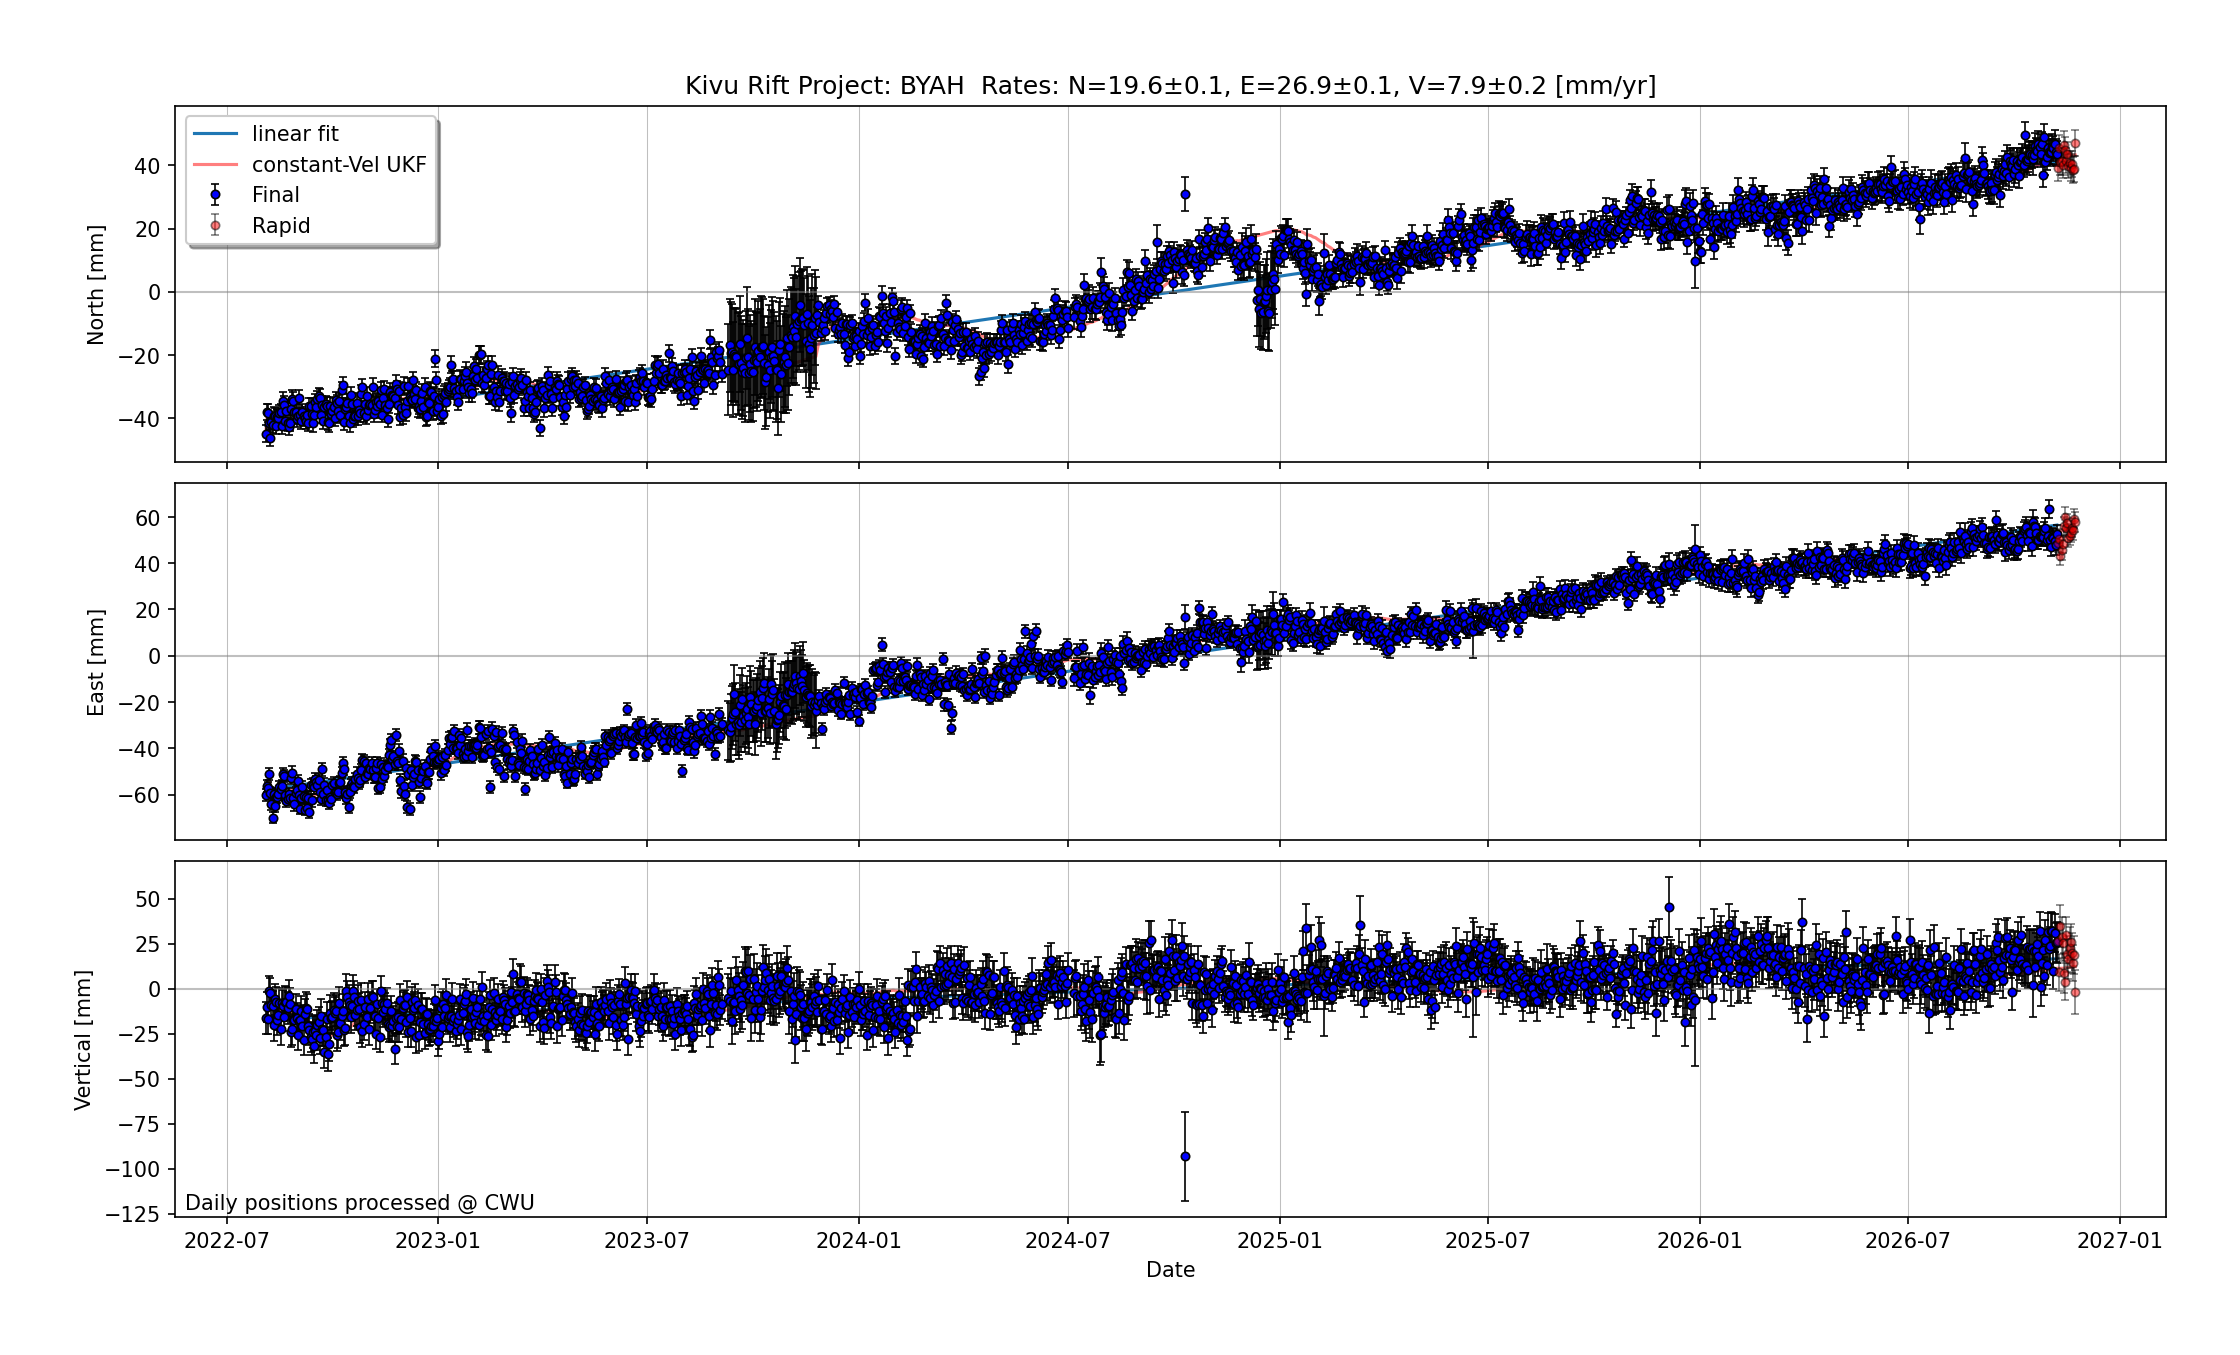 Kivu Rift Project: BYAH  Rates: N=19.6±0.1, E=26.9±0.1, V=7.9±0.2 [mm/yr]
linear fit
constant-Vel UKF
Final
Rapid
North [mm]
40
20
0
−20
−40
East [mm]
60
40
20
0
−20
−40
−60
Vertical [mm]
50
25
0
−25
−50
−75
−100
−125
Daily positions processed @ CWU
2022-07 2023-01 2023-07 2024-01 2024-07 2025-01 2025-07 2026-01 2026-07 2027-01
Date